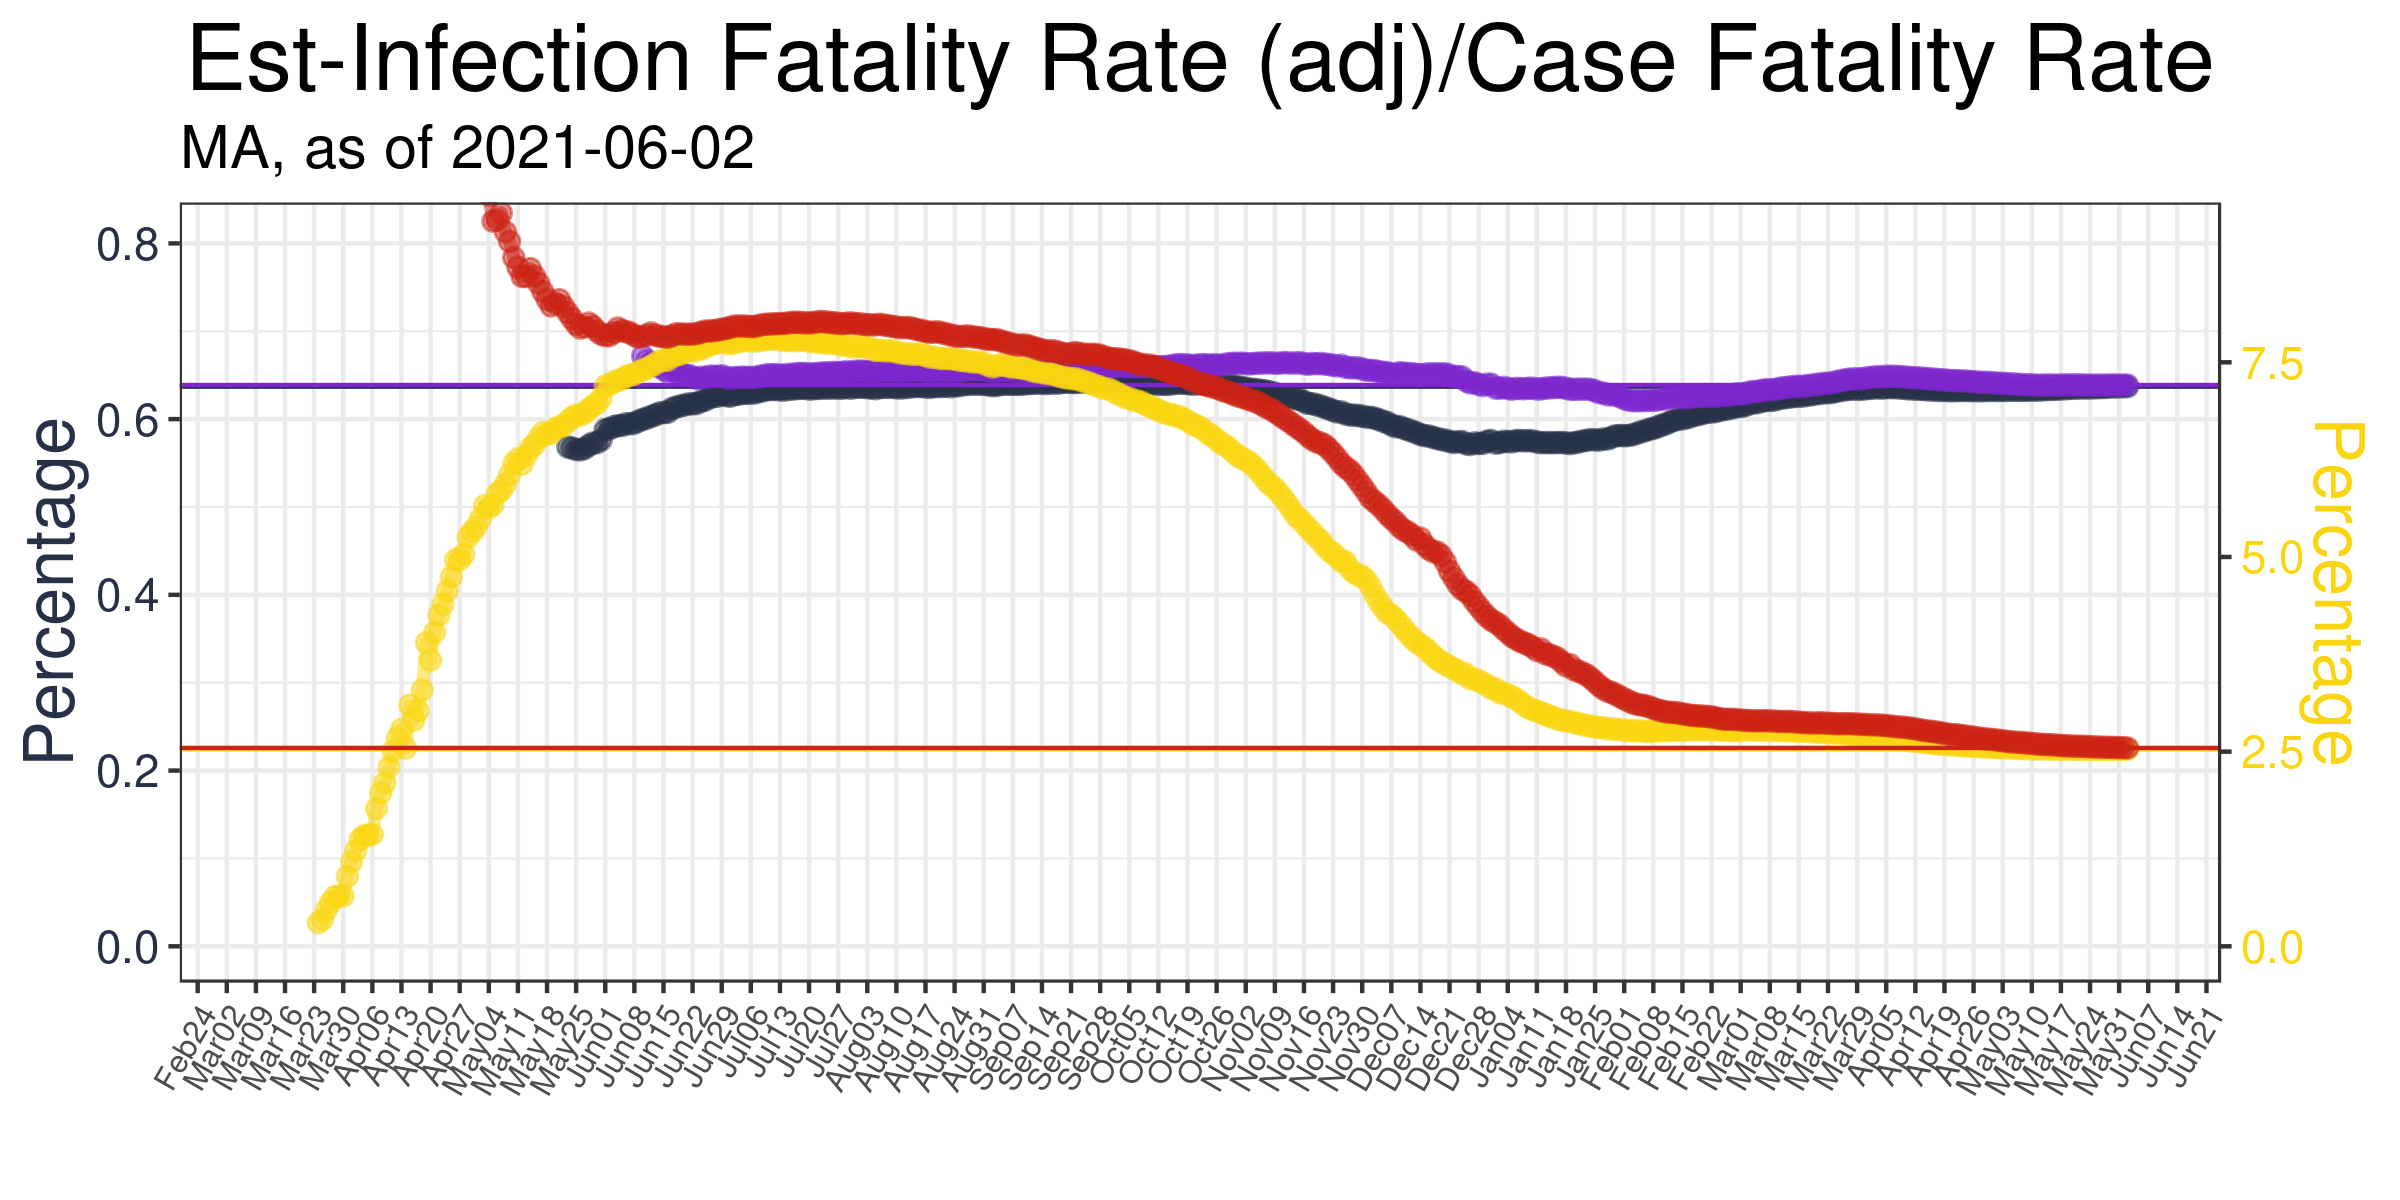 Est-Infection Fatality Rate (adj)/Case Fatality Rate
MA, as of 2021-06-02
Percentage
0.8
0.6
0.4
0.2
0.0
7.5
5.0
2.5
0.0
Percentage
Feb24
Mar02
Mar09
Mar16
Mar23
Mar30
Apr06
Apr13
Apr20
Apr27
May04
May11
May18
May25
Jun01
Jun08
Jun15
Jun22
Jun29
Jul06
Jul13
Jul20
Jul27
Aug03
Aug10
Aug17
Aug24
Aug31
Sep07
Sep14
Sep21
Sep28
Oct05
Oct12
Oct19
Oct26
Nov02
Nov09
Nov16
Nov23
Nov30
Dec07
Dec14
Dec21
Dec28
Jan04
Jan11
Jan18
Jan25
Feb01
Feb08
Feb15
Feb22
Mar01
Mar08
Mar15
Mar22
Mar29
Apr05
Apr12
Apr19
Apr26
May03
May10
May17
May24
May31
Jun07
Jun14
Jun21